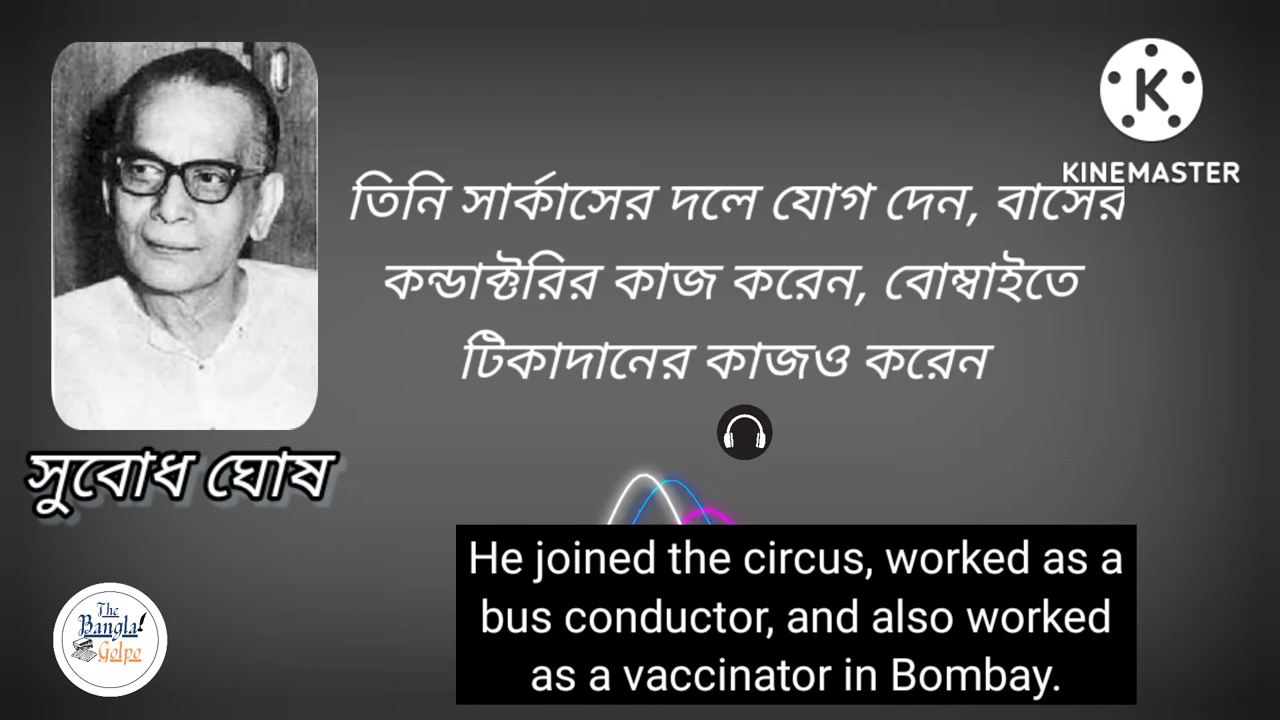 KINEMASTER
তিনি সার্কাসের দলে যোগ দেন, বাসের
কন্ডাক্টরির কাজ করেন, বোম্বাইতে
টিকাদানের কাজও করেন
সুবোধ ঘোষ
The
Bangla!
Golpo
He joined the circus, worked as a
bus conductor, and also worked
as a vaccinator in Bombay.